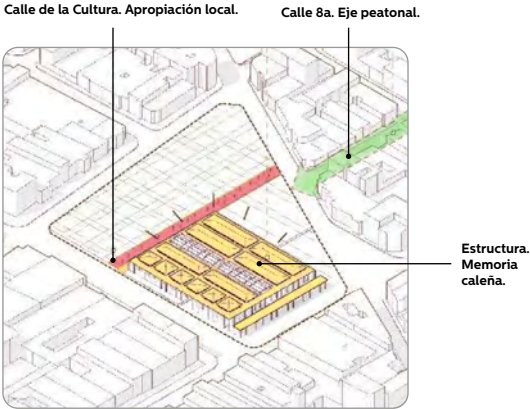 Calle de la Cultura. Apropiación local.
Calle 8a. Eje peatonal.
Estructura.
Memoria
caleña.